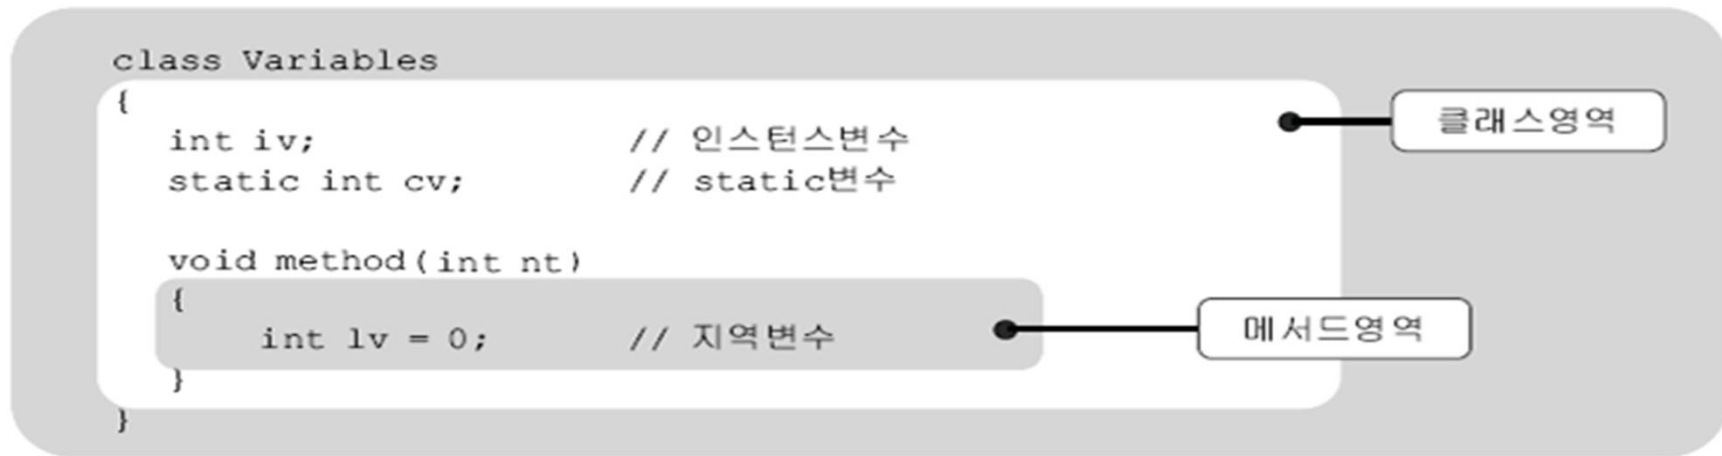 class Variables
{
클래스영역
int iv; // 인스턴스변수
static int cv; // static변수
void method(int nt)
{
int lv = 0; // 지역변수
메서드영역
}
}